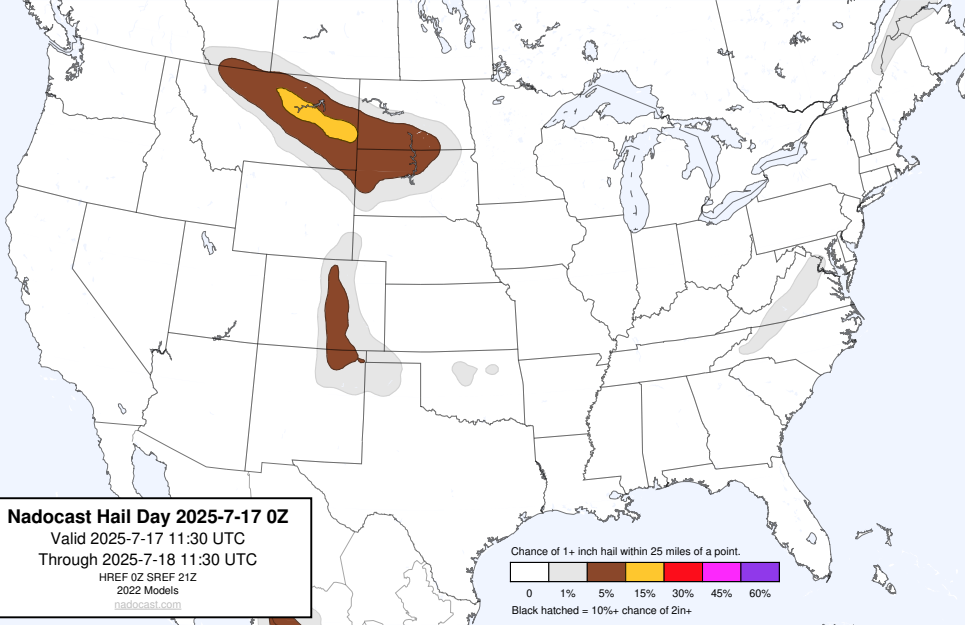 Nadocast Hail Day 2025-7-17 0Z
Valid 2025-7-17 11:30 UTC
Through 2025-7-18 11:30 UTC
HREF 0Z SREF 21Z
2022 Models
nadocast.com
Chance of 1+ inch hail within 25 miles of a point.
0 1% 5% 15% 30% 45% 60%
Black hatched = 10%+ chance of 2in+